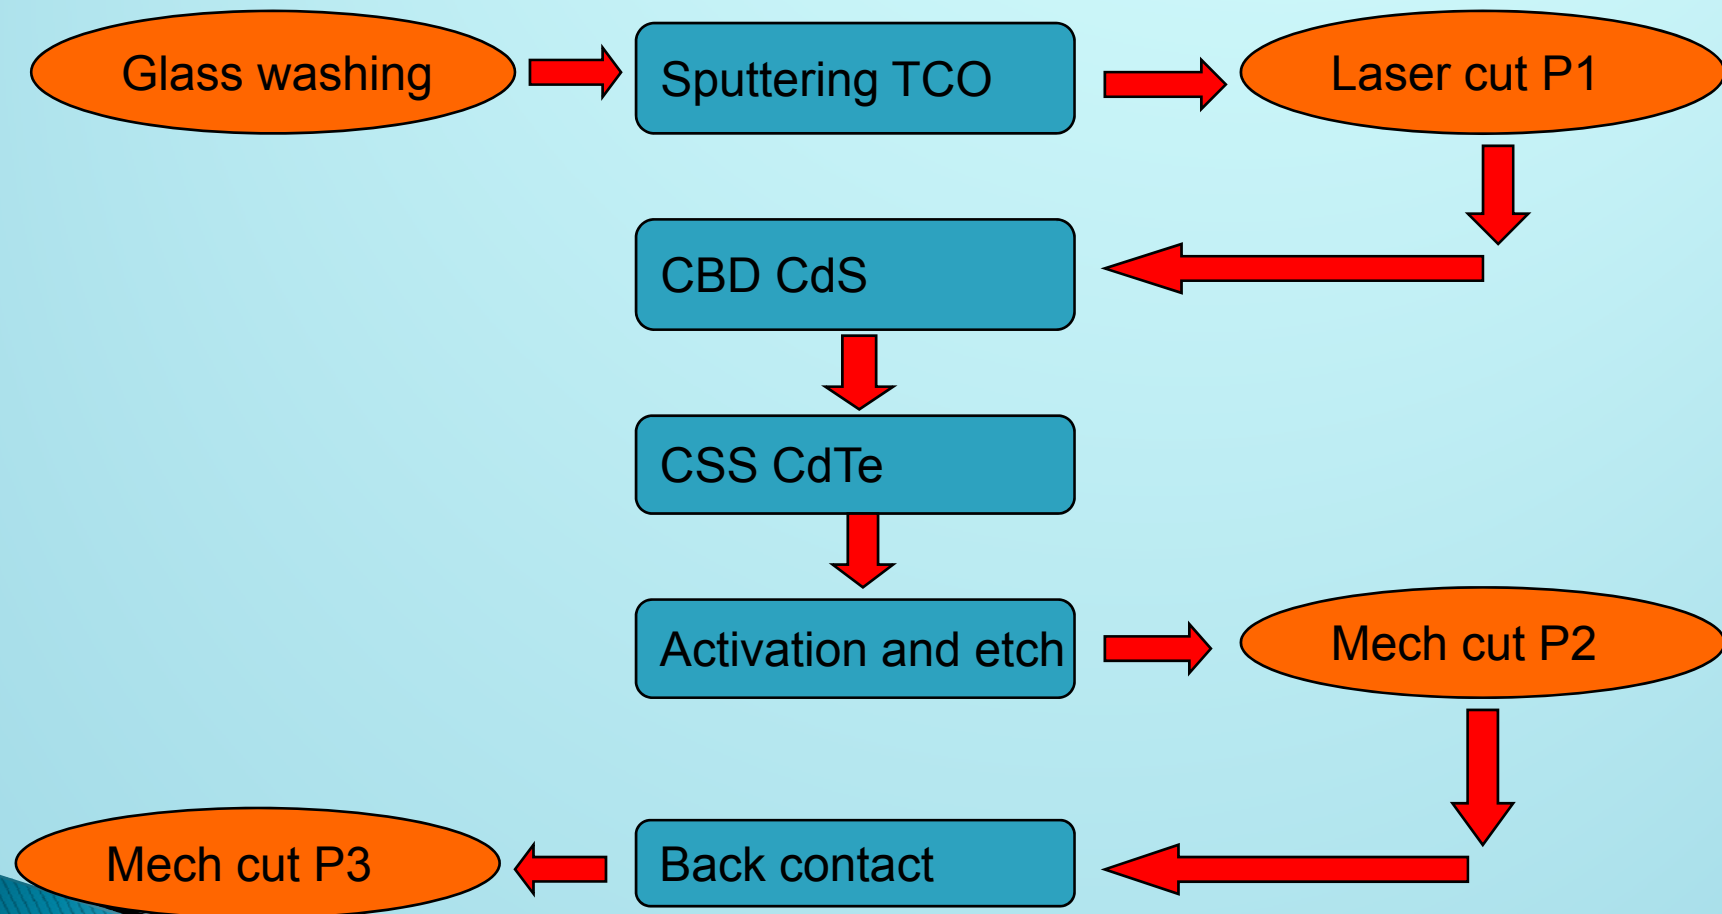 Glass washing
Sputtering TCO
Laser cut P1
CBD CdS
CSS CdTe
Activation and etch
Mech cut P2
Back contact
Mech cut P3